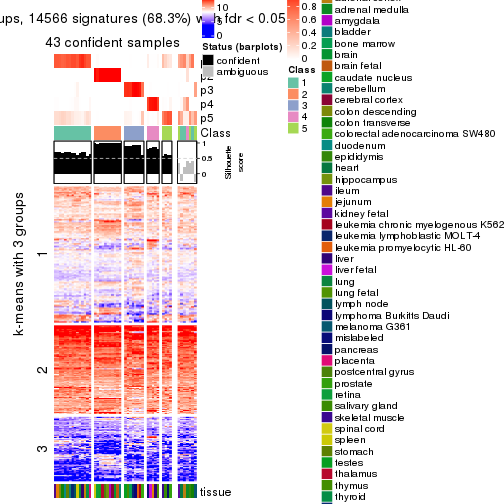 ups, 14566 signatures (68.3%) with fdr < 0.05
43 confident samples
p3
p4
p5
Class
1
0.5
0
Silhouette
score
k-means with 3 groups
1
2
3
tissue
10
5
0
Status (barplots)
confident
ambiguous
0.8
0.6
0.4
0.2
0
Class
1
2
3
4
5
adrenal medulla
amygdala
bladder
bone marrow
brain
brain fetal
caudate nucleus
cerebellum
cerebral cortex
colon descending
colon transverse
colorectal adenocarcinoma SW480
duodenum
epididymis
heart
hippocampus
ileum
jejunum
kidney fetal
leukemia chronic myelogenous K562
leukemia lymphoblastic MOLT-4
leukemia promyelocytic HL-60
liver
liver fetal
lung
lung fetal
lymph node
lymphoma Burkitts Daudi
melanoma G361
mislabeled
pancreas
placenta
postcentral gyrus
prostate
retina
salivary gland
skeletal muscle
spinal cord
spleen
stomach
testes
thalamus
thymus
thyroid